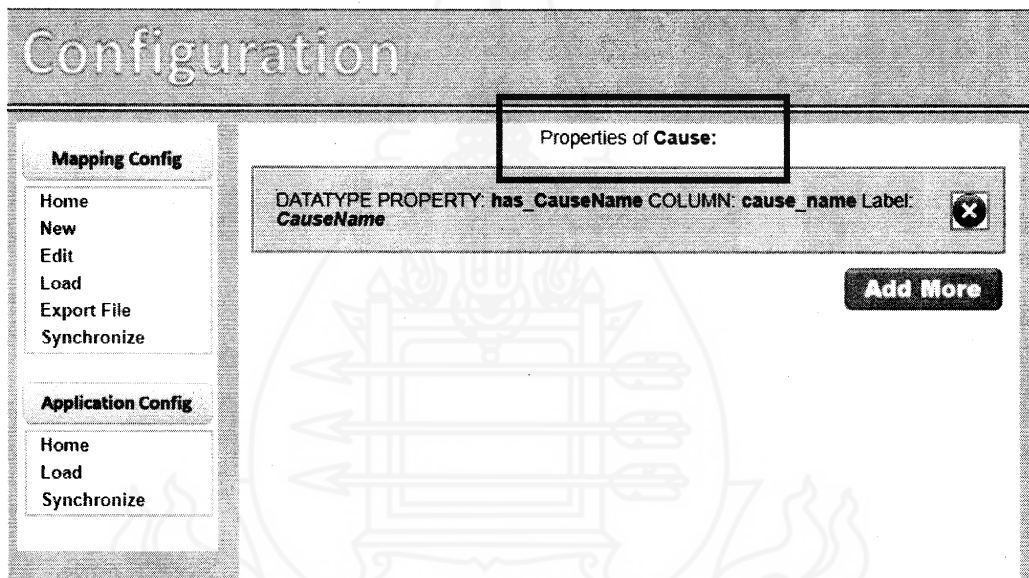 Configuration
Mapping Config
Home
New
Edit
Load
Export File
Synchronize
Application Config
Home
Load
Synchronize
Properties of Cause:
DATATYPE PROPERTY: has_CauseName COLUMN: cause_name Label:
CauseName
Add More